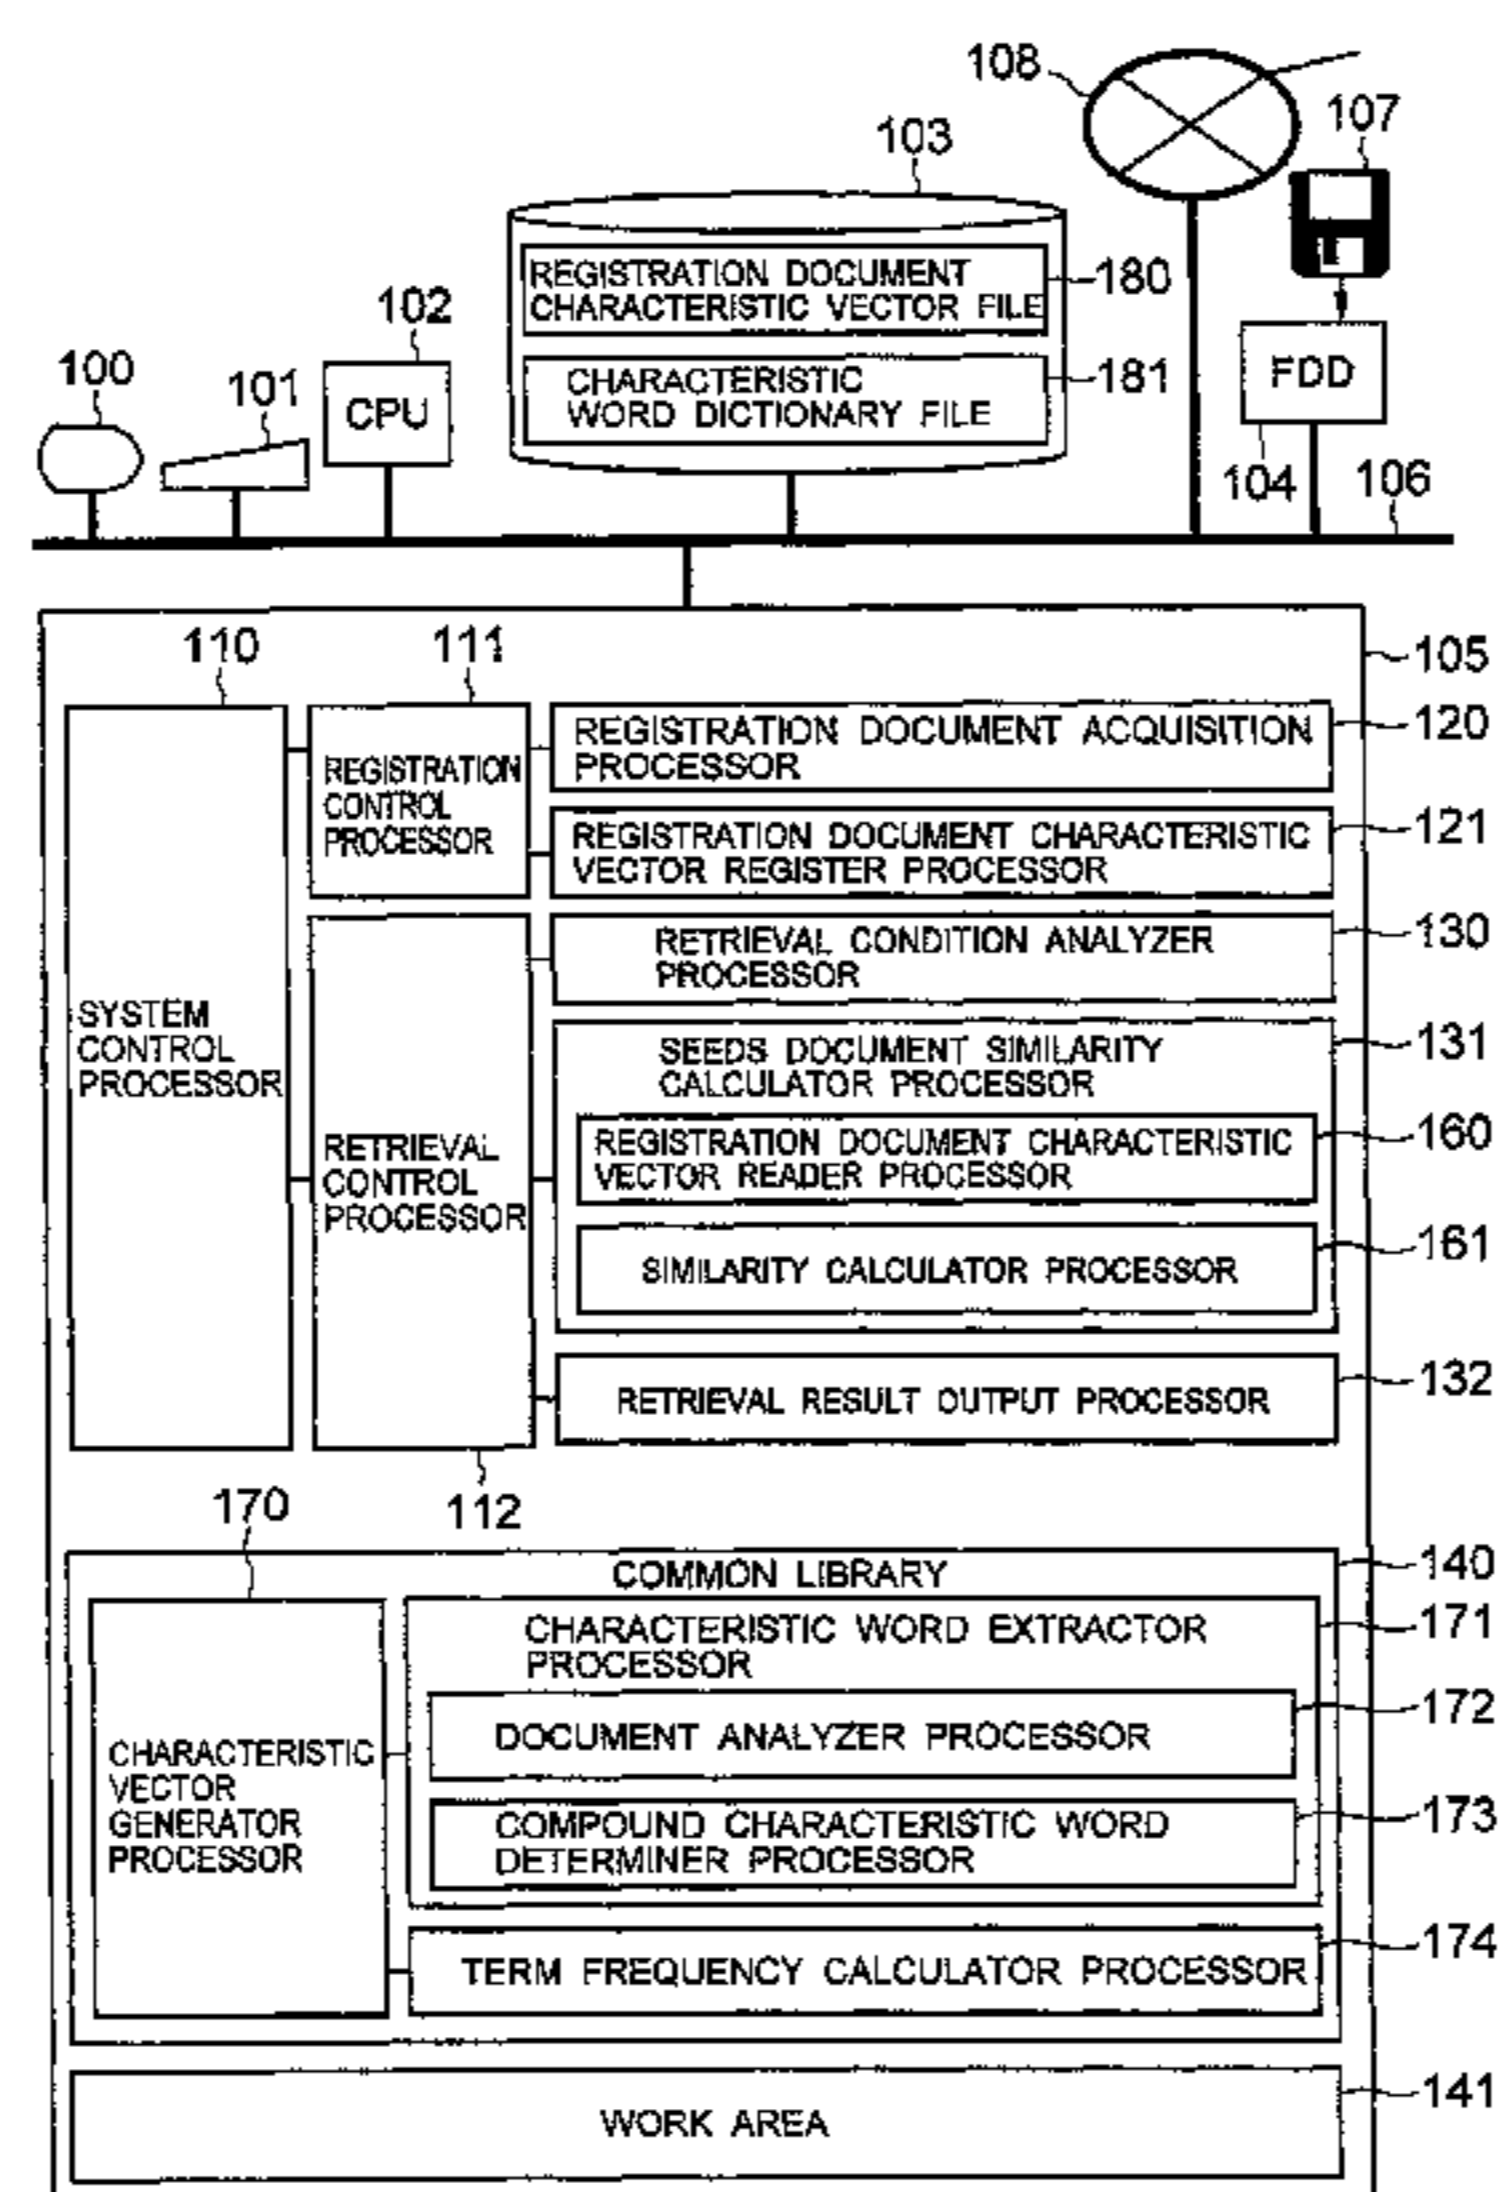 108
107
103
REGISTRATION DOCUMENT
CHARACTERISTIC VECTOR FILE
180
102
100
101
CPU
CHARACTERISTIC
WORD DICTIONARY FILE
181
FDD
104
106
110
111
105
REGISTRATION DOCUMENT ACQUISITION
PROCESSOR
120
REGISTRATION
CONTROL
PROCESSOR
REGISTRATION DOCUMENT CHARACTERISTIC
VECTOR REGISTER PROCESSOR
121
RETRIEVAL CONDITION ANALYZER
PROCESSOR
130
SYSTEM
CONTROL
PROCESSOR
SEEDS DOCUMENT SIMILARITY
CALCULATOR PROCESSOR
131
RETRIEVAL
CONTROL
PROCESSOR
REGISTRATION DOCUMENT CHARACTERISTIC
VECTOR READER PROCESSOR
160
SIMILARITY CALCULATOR PROCESSOR
161
RETRIEVAL RESULT OUTPUT PROCESSOR
132
170
112
COMMON LIBRARY
140
CHARACTERISTIC WORD EXTRACTOR
PROCESSOR
171
DOCUMENT ANALYZER PROCESSOR
172
CHARACTERISTIC
VECTOR
GENERATOR
PROCESSOR
COMPOUND CHARACTERISTIC WORD
DETERMINER PROCESSOR
173
TERM FREQUENCY CALCULATOR PROCESSOR
174
WORK AREA
141